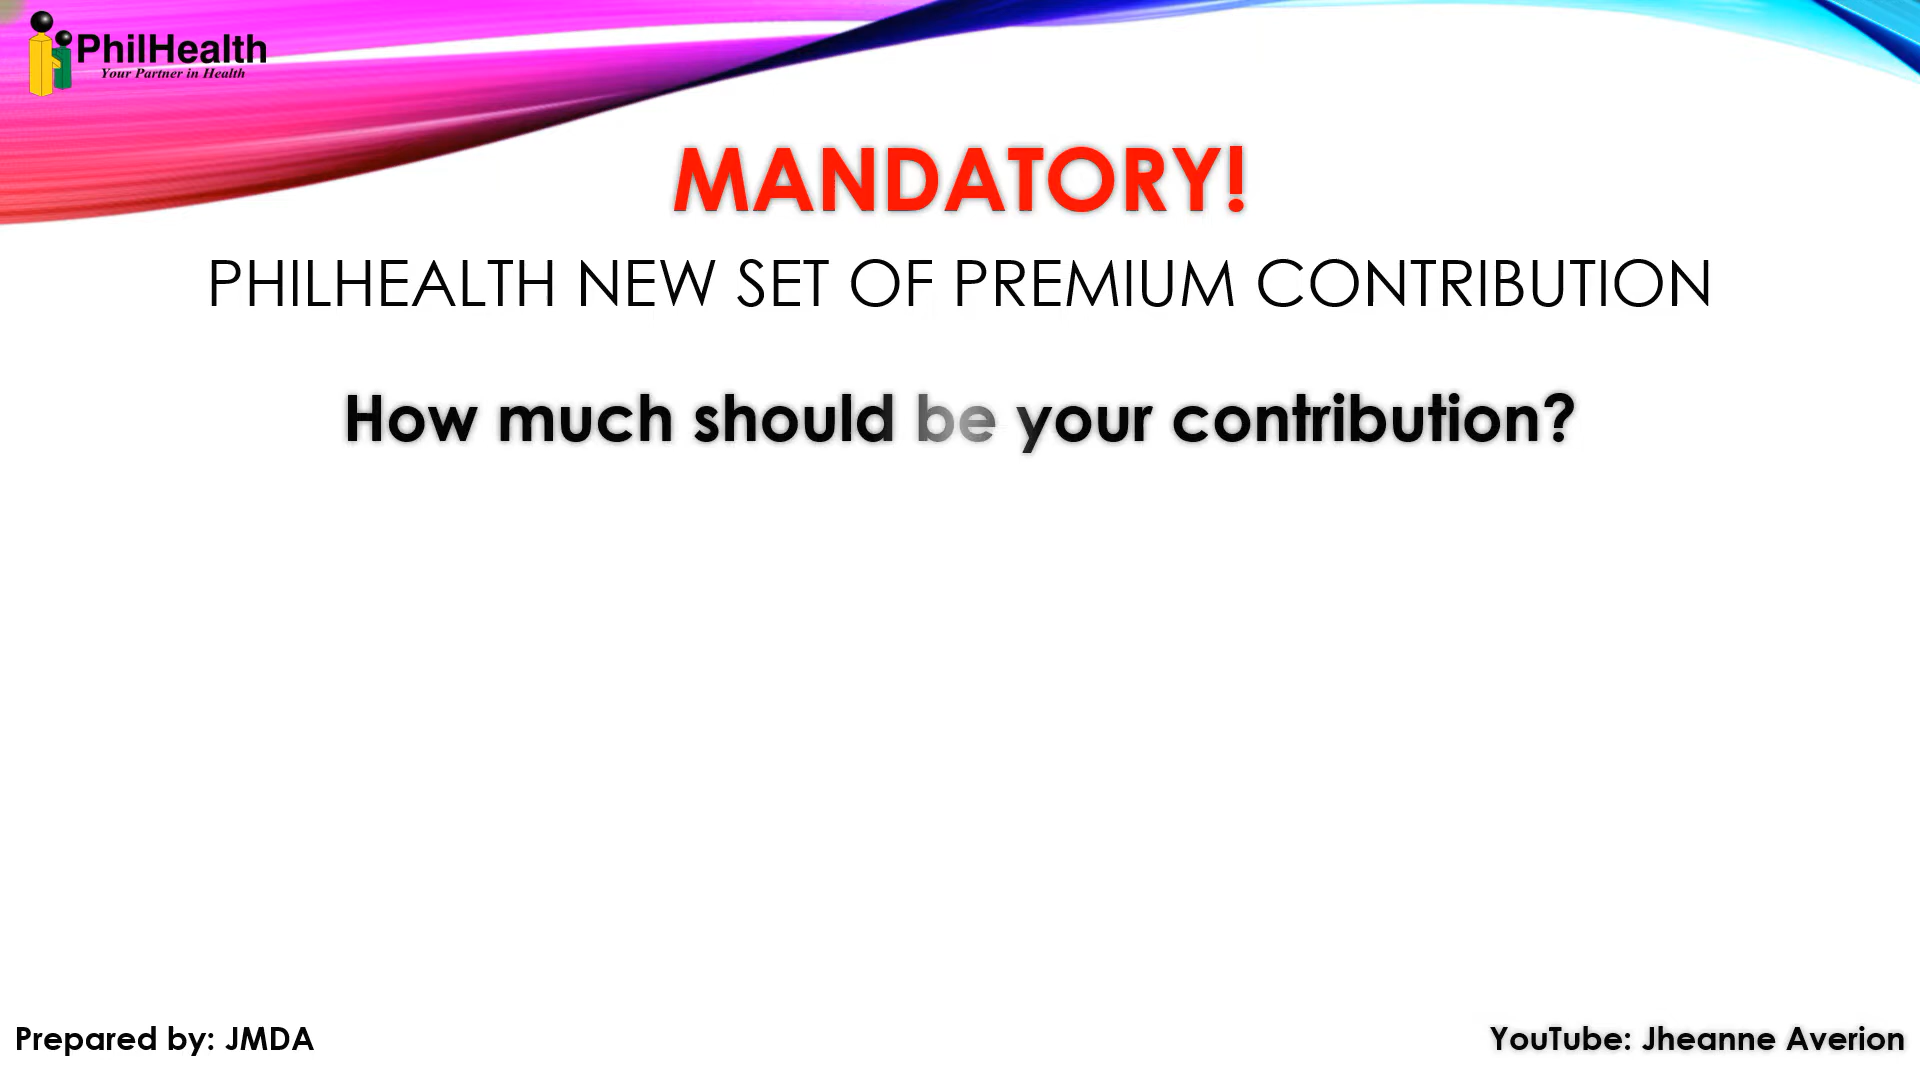 PhilHealth
Your Partner in Health
MANDATORY!
PHILHEALTH NEW SET OF PREMIUM CONTRIBUTION
How much should be your contribution?
Prepared by: JMDA
YouTube: Jheanne Averion